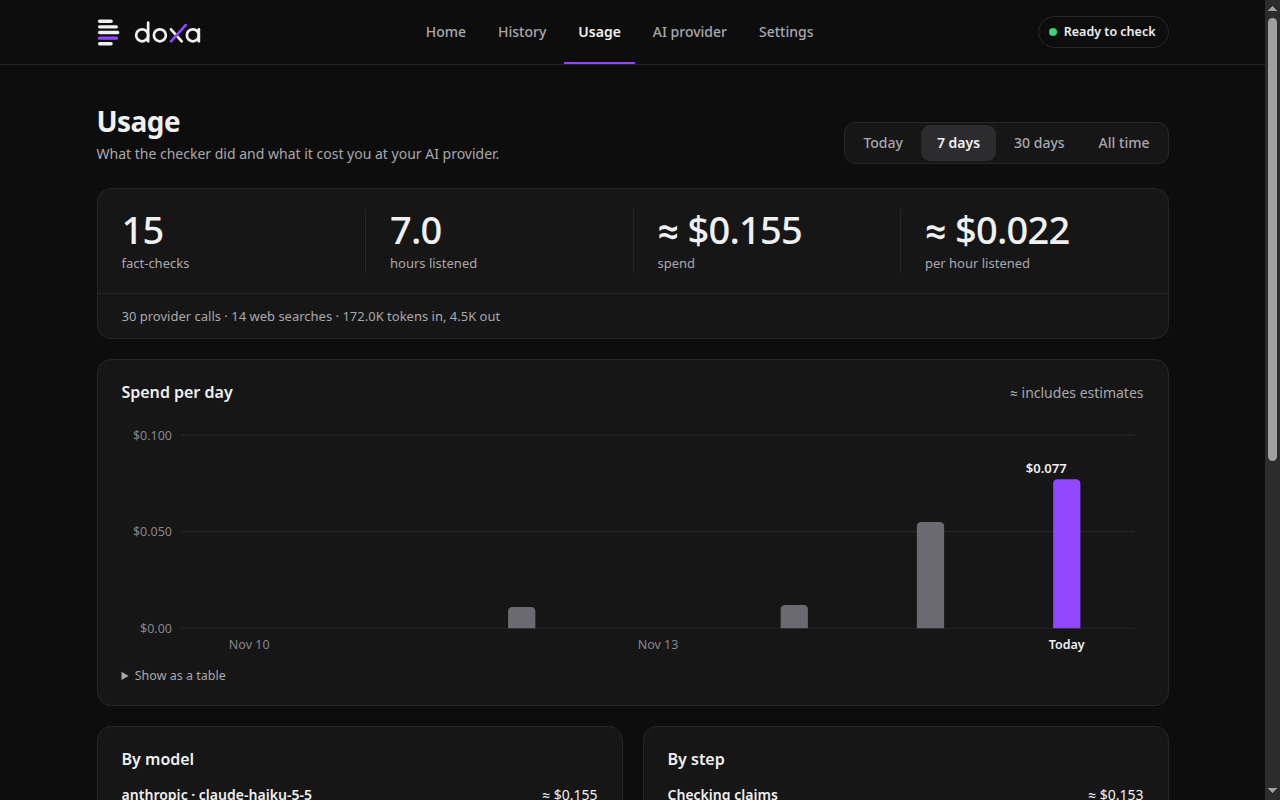 doxa
Home History Usage AI provider Settings
Ready to check
Usage
What the checker did and what it cost you at your AI provider.
Today 7 days 30 days All time
15 7.0 ≈ $0.155 ≈ $0.022
fact-checks hours listened spend per hour listened
30 provider calls · 14 web searches · 172.0K tokens in, 4.5K out
Spend per day ≈ includes estimates
$0.100
$0.077
$0.050
$0.00
Nov 10 Nov 13 Today
▶ Show as a table
By model By step
anthropic · claude-haiku-5-5 ≈ $0.155 Checking claims ≈ $0.153